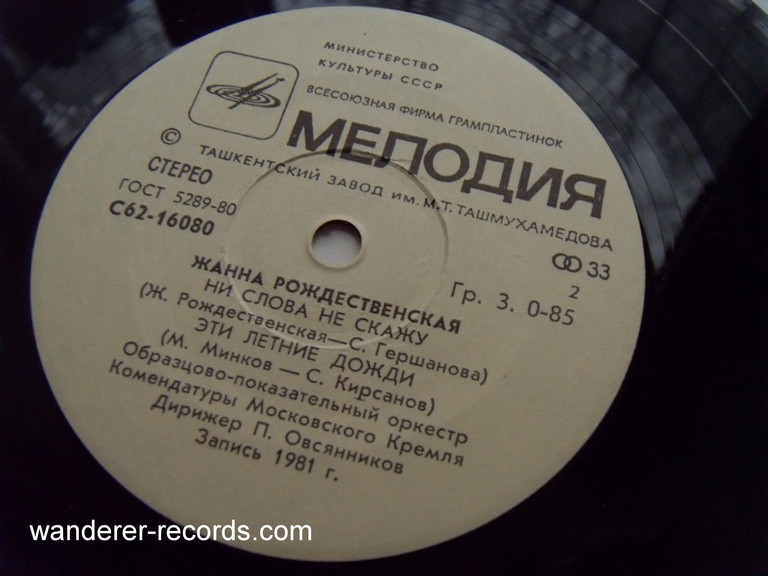 МИНИСТЕРСТВО
КУЛЬТУРЫ СССР
ВСЕСОЮЗНАЯ ФИРМА ГРАМПЛАСТИНОК
МЕЛОДИЯ
ТАШКЕНТСКИЙ ЗАВОД им. М.Т. ТАШМУХАМЕДОВА
©
СТЕРЕО
ГОСТ 5289-80
С62-16080
33
2
Гр. 3. 0-85
ЖАННА РОЖДЕСТВЕНСКАЯ
НИ СЛОВА НЕ СКАЖУ
(Ж. Рождественская—С. Гершанова)
ЭТИ ЛЕТНИЕ ДОЖДИ
(М. Минков — С. Кирсанов)
Образцово-показательный оркестр
Комендатуры Московского Кремля
Дирижер П. Овсянников
Запись 1981 г.
wanderer-records.com